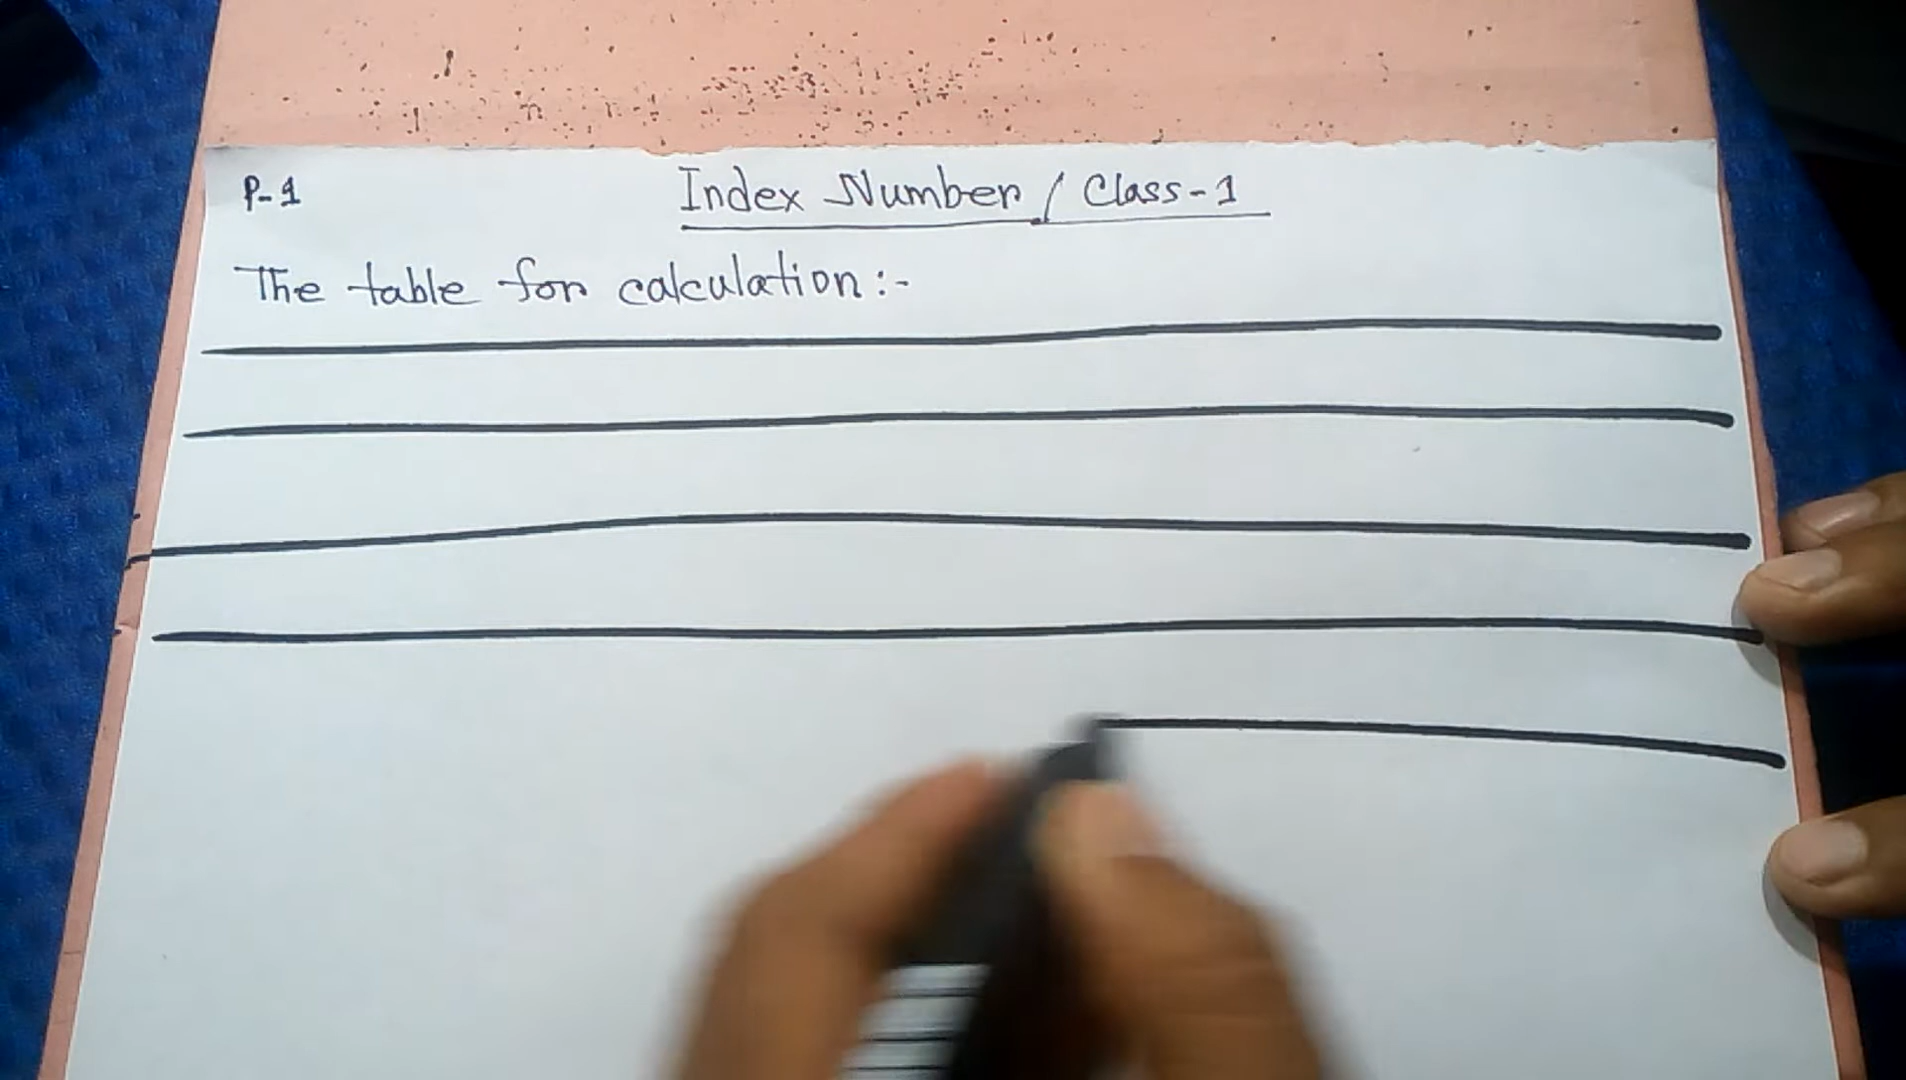 P-1
Index Number / Class-1
The table for calculation:-